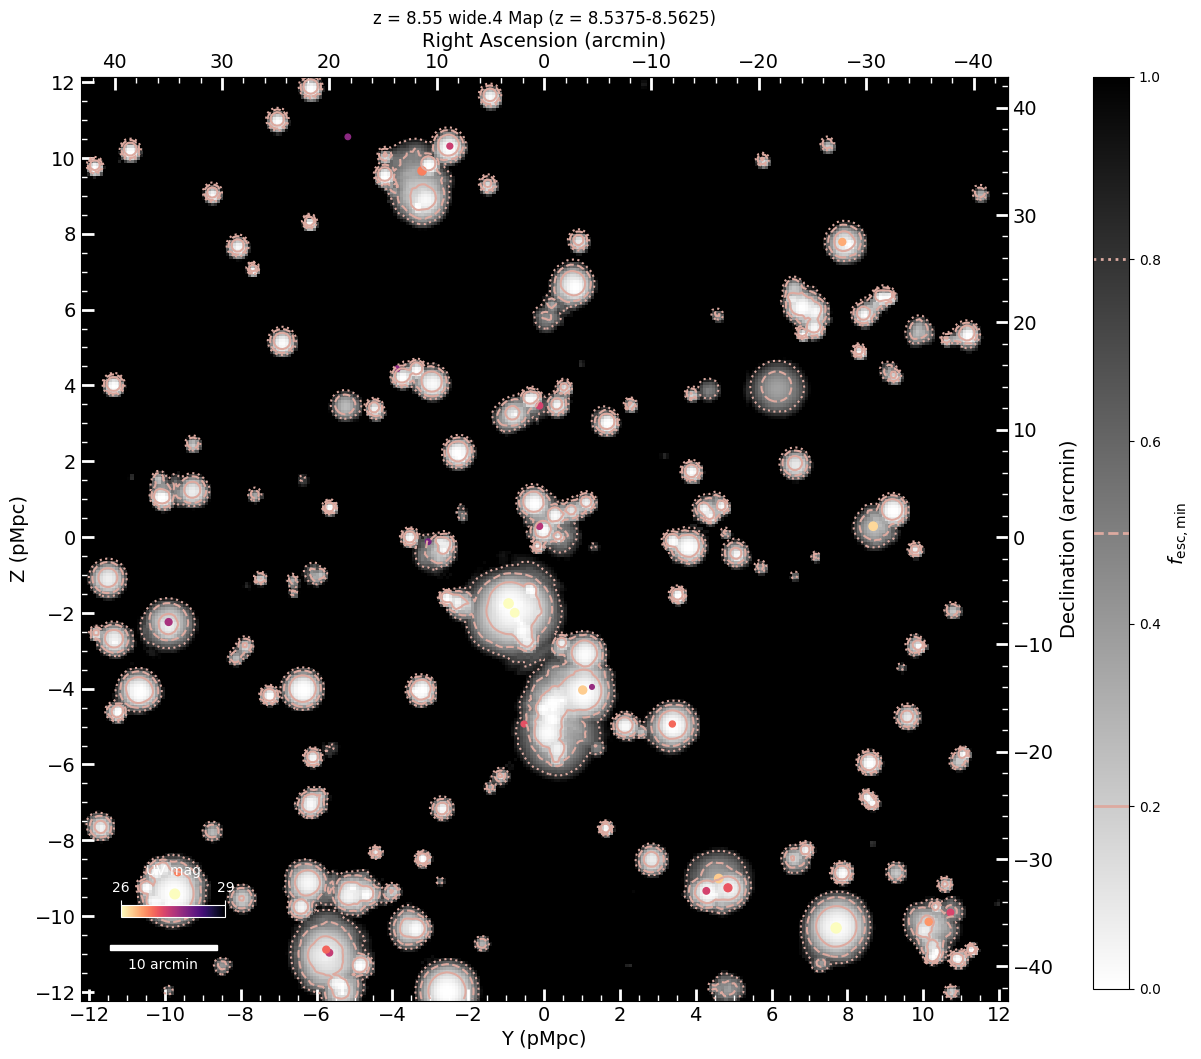 z = 8.55 wide.4 Map (z = 8.5375-8.5625)
Right Ascension (arcmin)
40 30 20 10 0 −10 −20 −30 −40
12 10 8 6 4 2 0 −2 −4 −6 −8 −10 −12
Z (pMpc)
40 30 20 10 0 −10 −20 −30 −40
Declination (arcmin)
1.0 0.8 0.6 0.4 0.2 0.0
fesc, min
uv mag
26 29
10 arcmin
−12 −10 −8 −6 −4 −2 0 2 4 6 8 10 12
Y (pMpc)